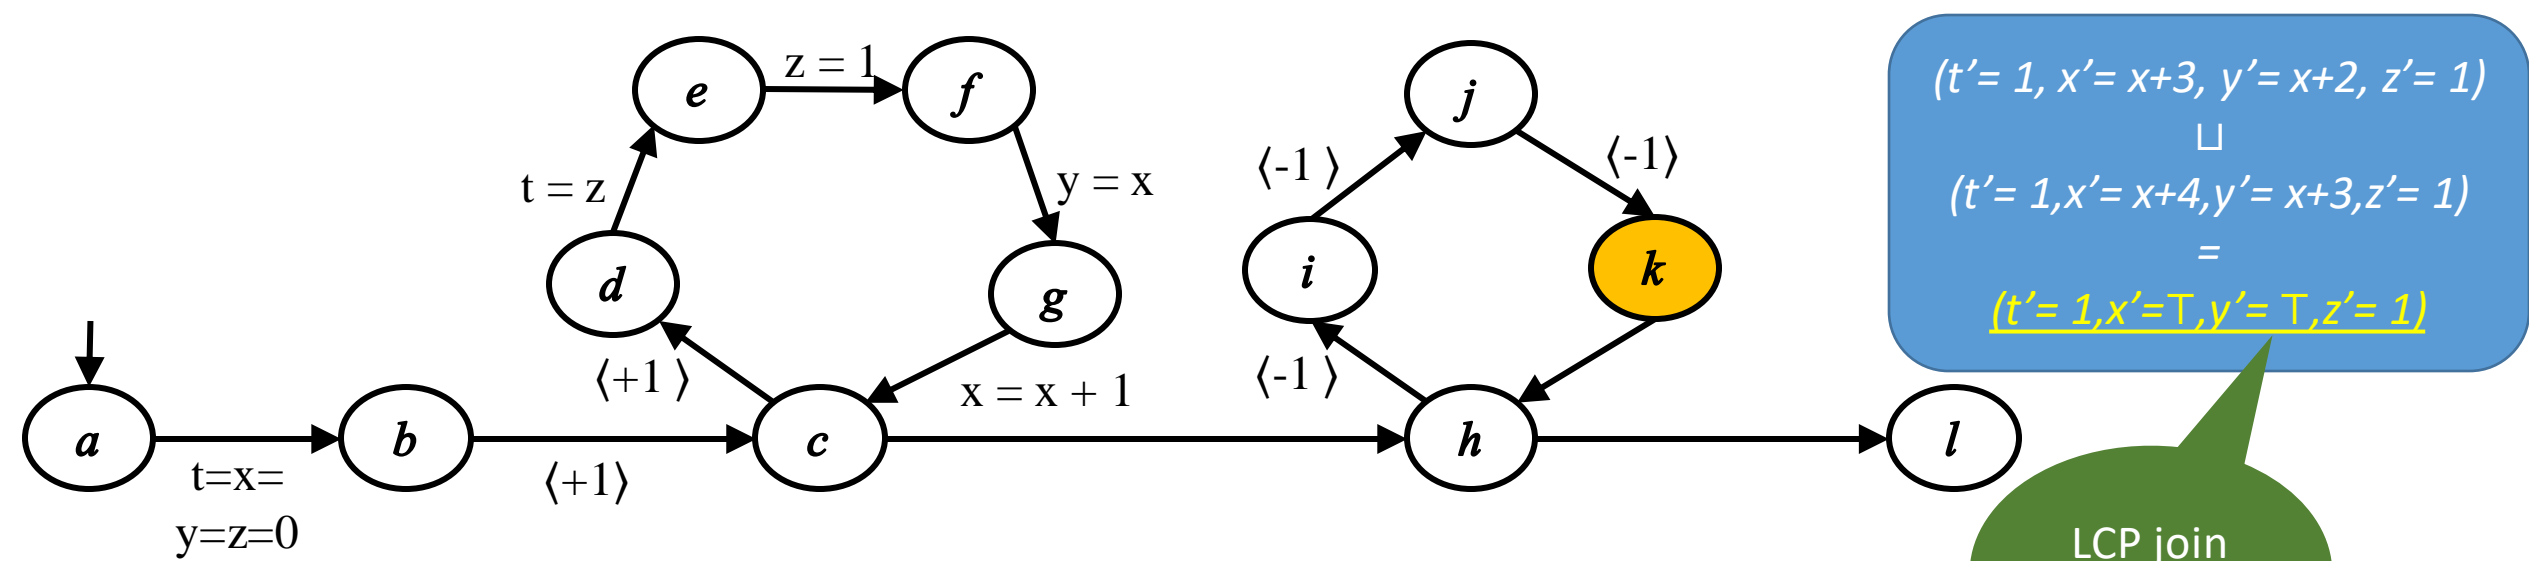 e
z = 1
f
j
t = z
y = x
⟨-1 ⟩
⟨-1⟩
d
g
i
k
⟨+1 ⟩
x = x + 1
⟨-1 ⟩
a
b
c
h
l
t=x=
y=z=0
⟨+1⟩
(t’= 1, x’= x+3, y’= x+2, z’= 1)
⊔
(t’= 1,x’= x+4,y’= x+3,z’= 1)
=
(t’= 1,x’=⊤,y’= ⊤,z’= 1)
LCP join